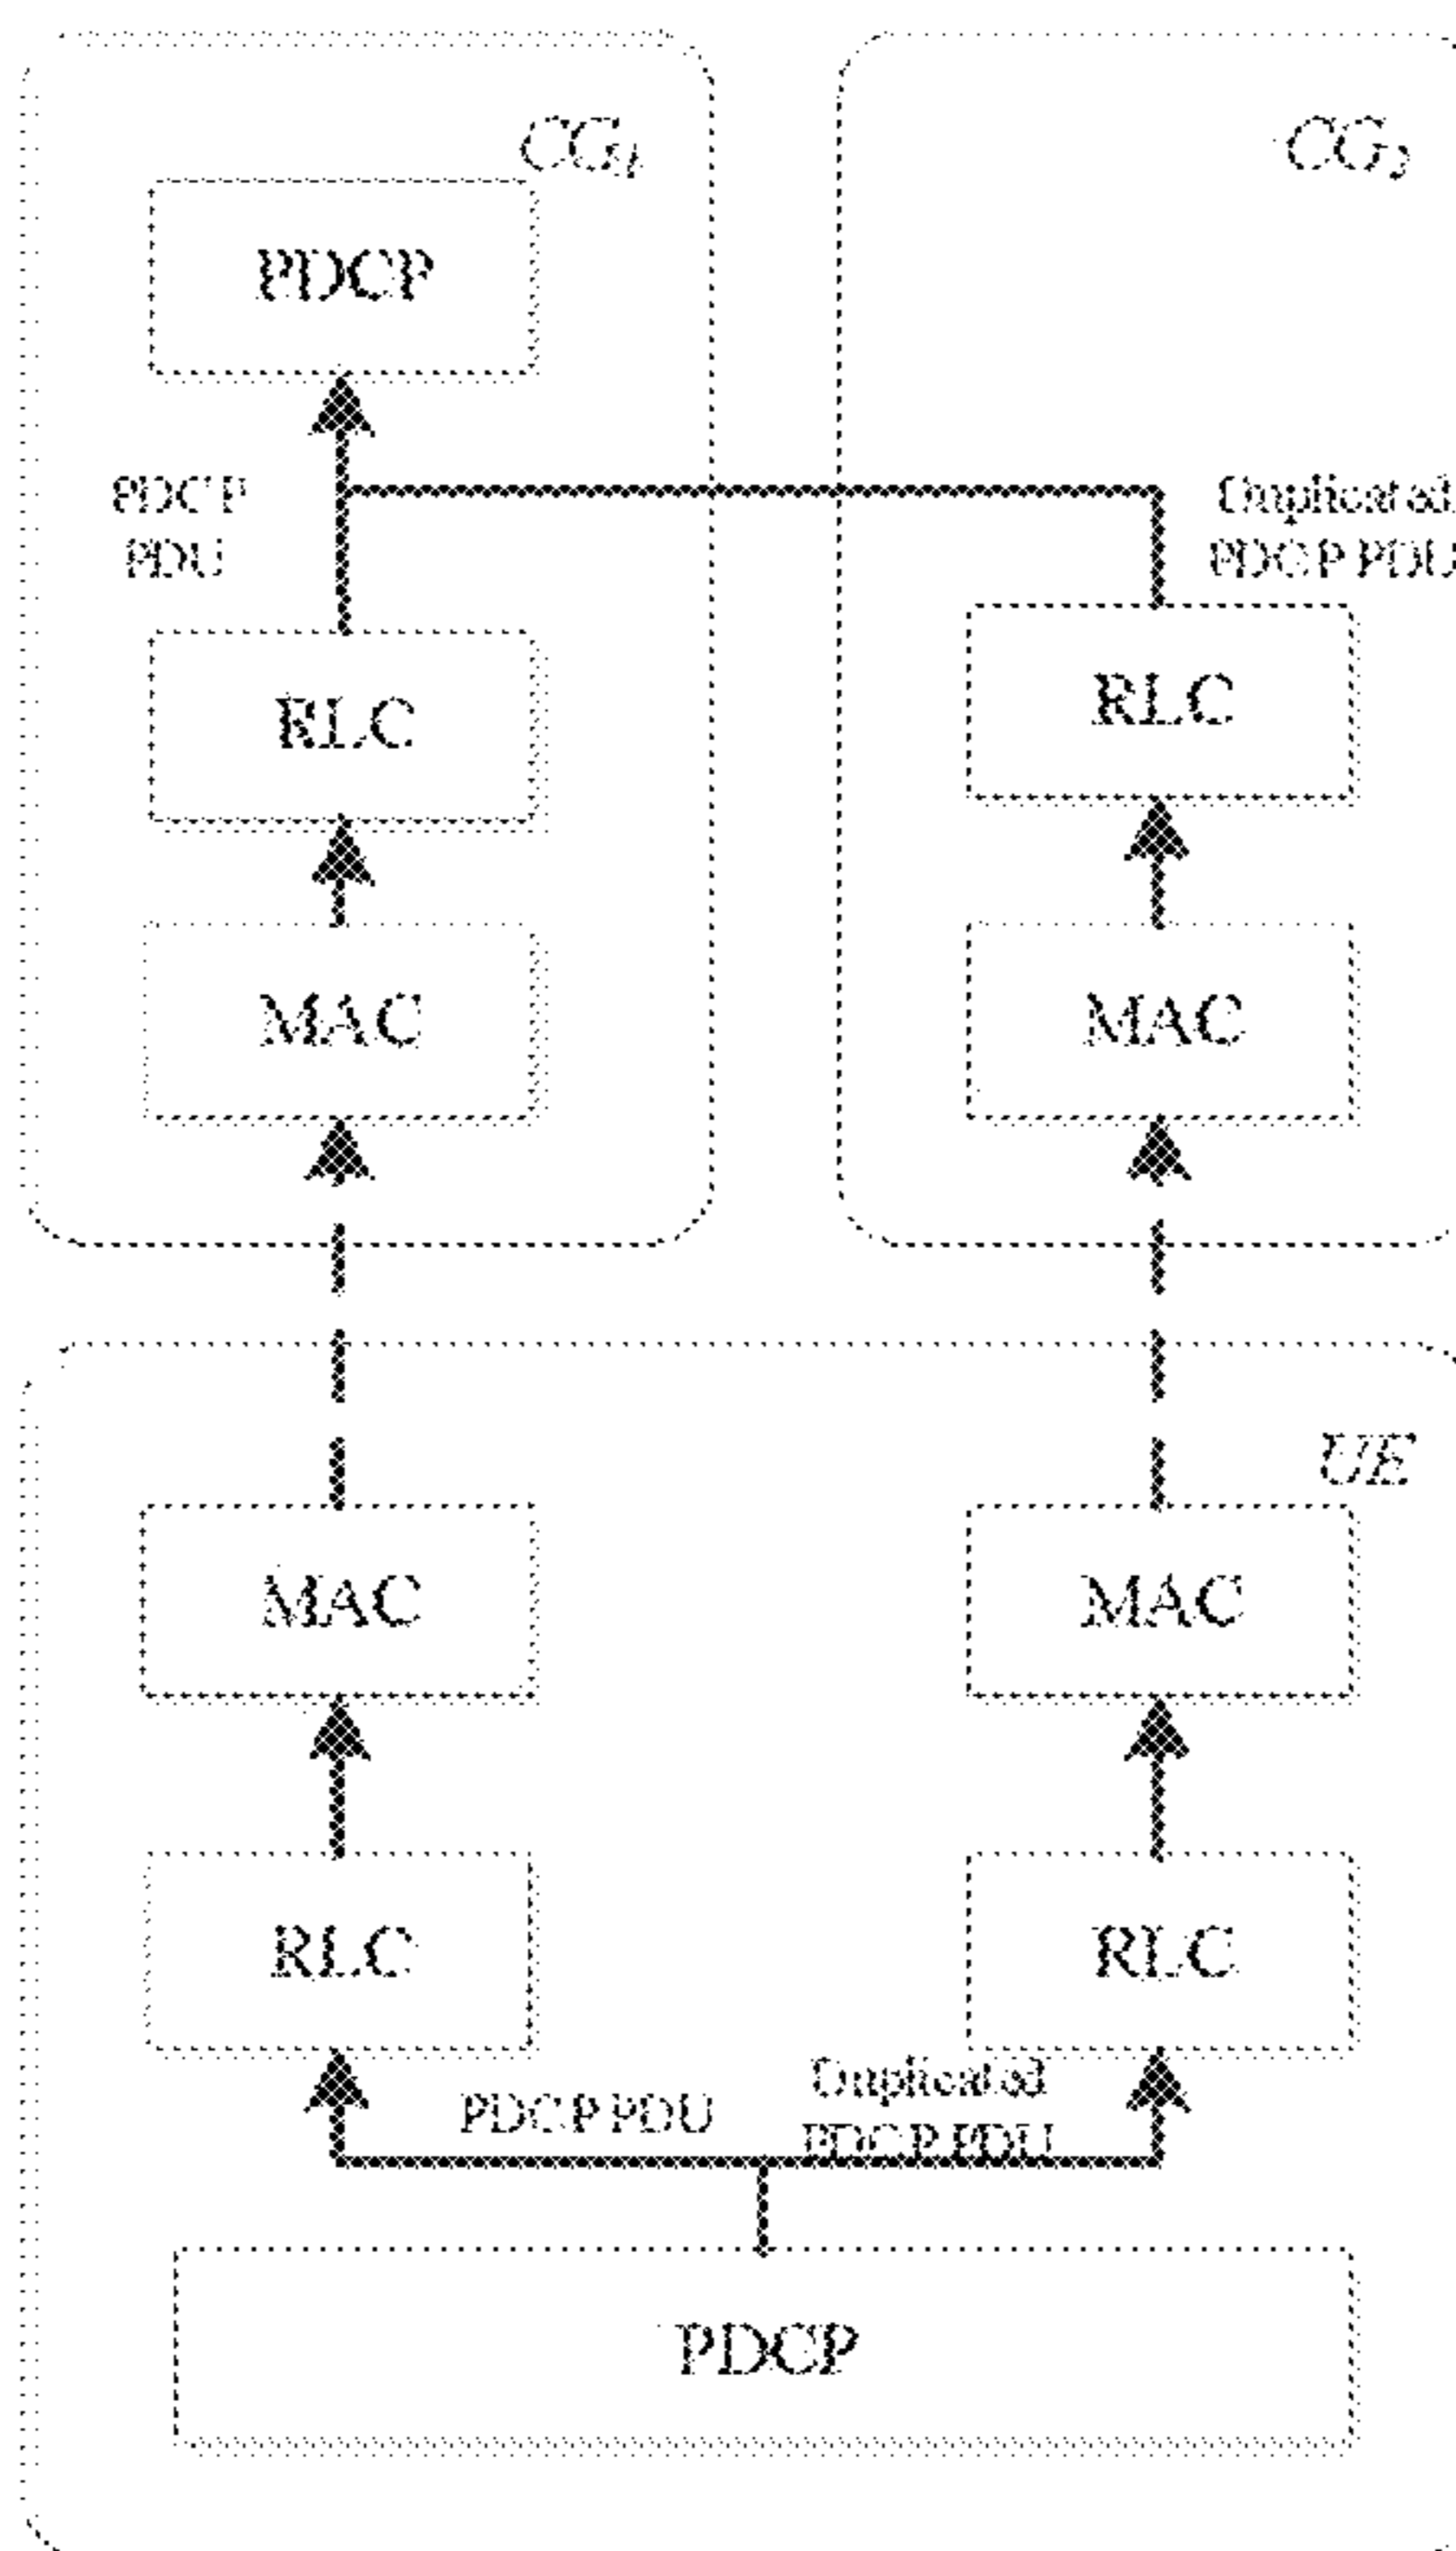 CG₁
CG₂
PDCP
PDCP
PDU
Duplicated
PDCP PDU
RLC
RLC
MAC
MAC
UE
MAC
MAC
RLC
RLC
PDCP PDU
Duplicated
PDCP PDU
PDCP